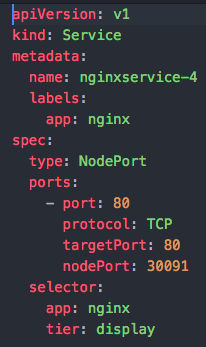 apiVersion: v1
kind: Service
metadata:
  name: nginxservice-4
  labels:
    app: nginx
spec:
  type: NodePort
  ports:
    - port: 80
      protocol: TCP
      targetPort: 80
      nodePort: 30091
  selector:
    app: nginx
    tier: display